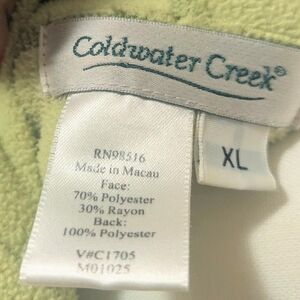 Coldwater Creek®
XL
RN98516
Made in Macau
Face:
70% Polyester
30% Rayon
Back:
100% Polyester
V#C1705
M01025